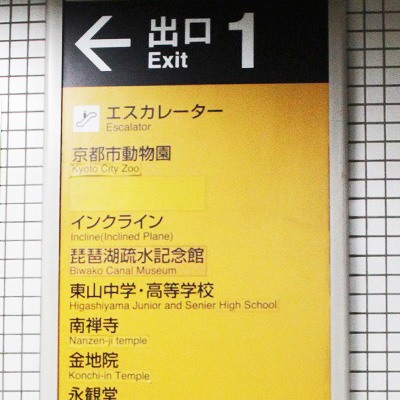 ← 出口 1
Exit
エスカレーター
Escalator
京都市動物園
Kyoto City Zoo
インクライン
Incline(Inclined Plane)
琵琶湖疏水記念館
Biwako Canal Museum
東山中学・高等学校
Higashiyama Junior and Senier High School
南禅寺
Nanzen-ji temple
金地院
Konchi-in Temple
永観堂